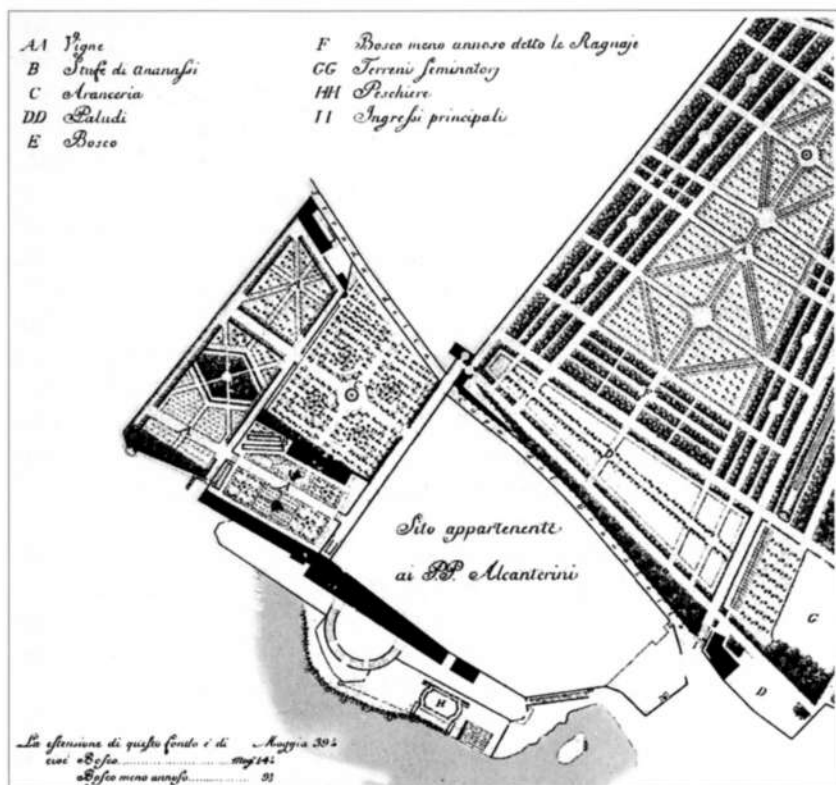 AA Vigne
B Stufe di ananaſsi
C Aranceria
DD Paludi
E Bosco
F Bosco meno annoso detto le Ragnaje
GG Terreni seminatorj
HH Peschiere
II Ingreſsi principali
Sito appartenente
ai P.P. Alcanterini
G
D
H
La estensione di questo fondo è di Moggia
cioè Bosco
Bosco meno annoso